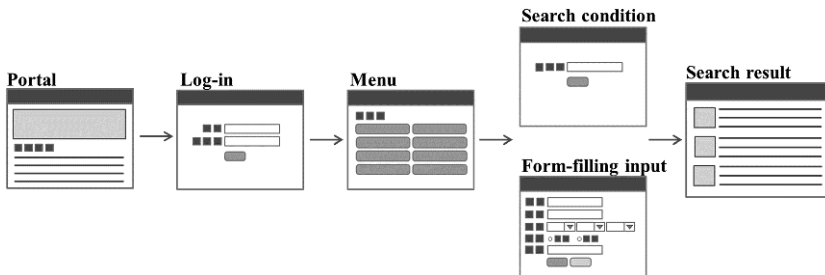 Portal
Log-in
Menu
Search condition
Form-filling input
Search result